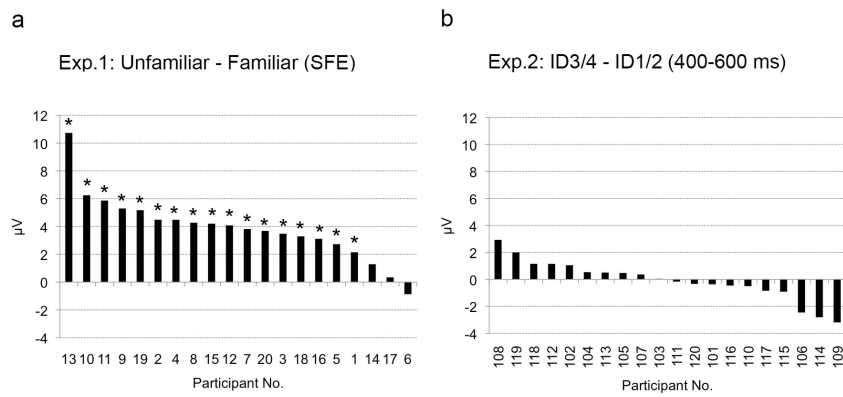 a
Exp.1: Unfamiliar - Familiar (SFE)
12
10
8
6
4
2
0
-2
-4
µV
* * * * * * * * * * * * * * * * *
13 10 11 9 19 2 4 8 15 12 7 20 3 18 16 5 1 14 17 6
Participant No.
b
Exp.2: ID3/4 - ID1/2 (400-600 ms)
12
10
8
6
4
2
0
-2
-4
µV
108 119 118 112 102 104 113 105 107 103 111 120 101 116 110 117 115 106 114 109
Participant No.